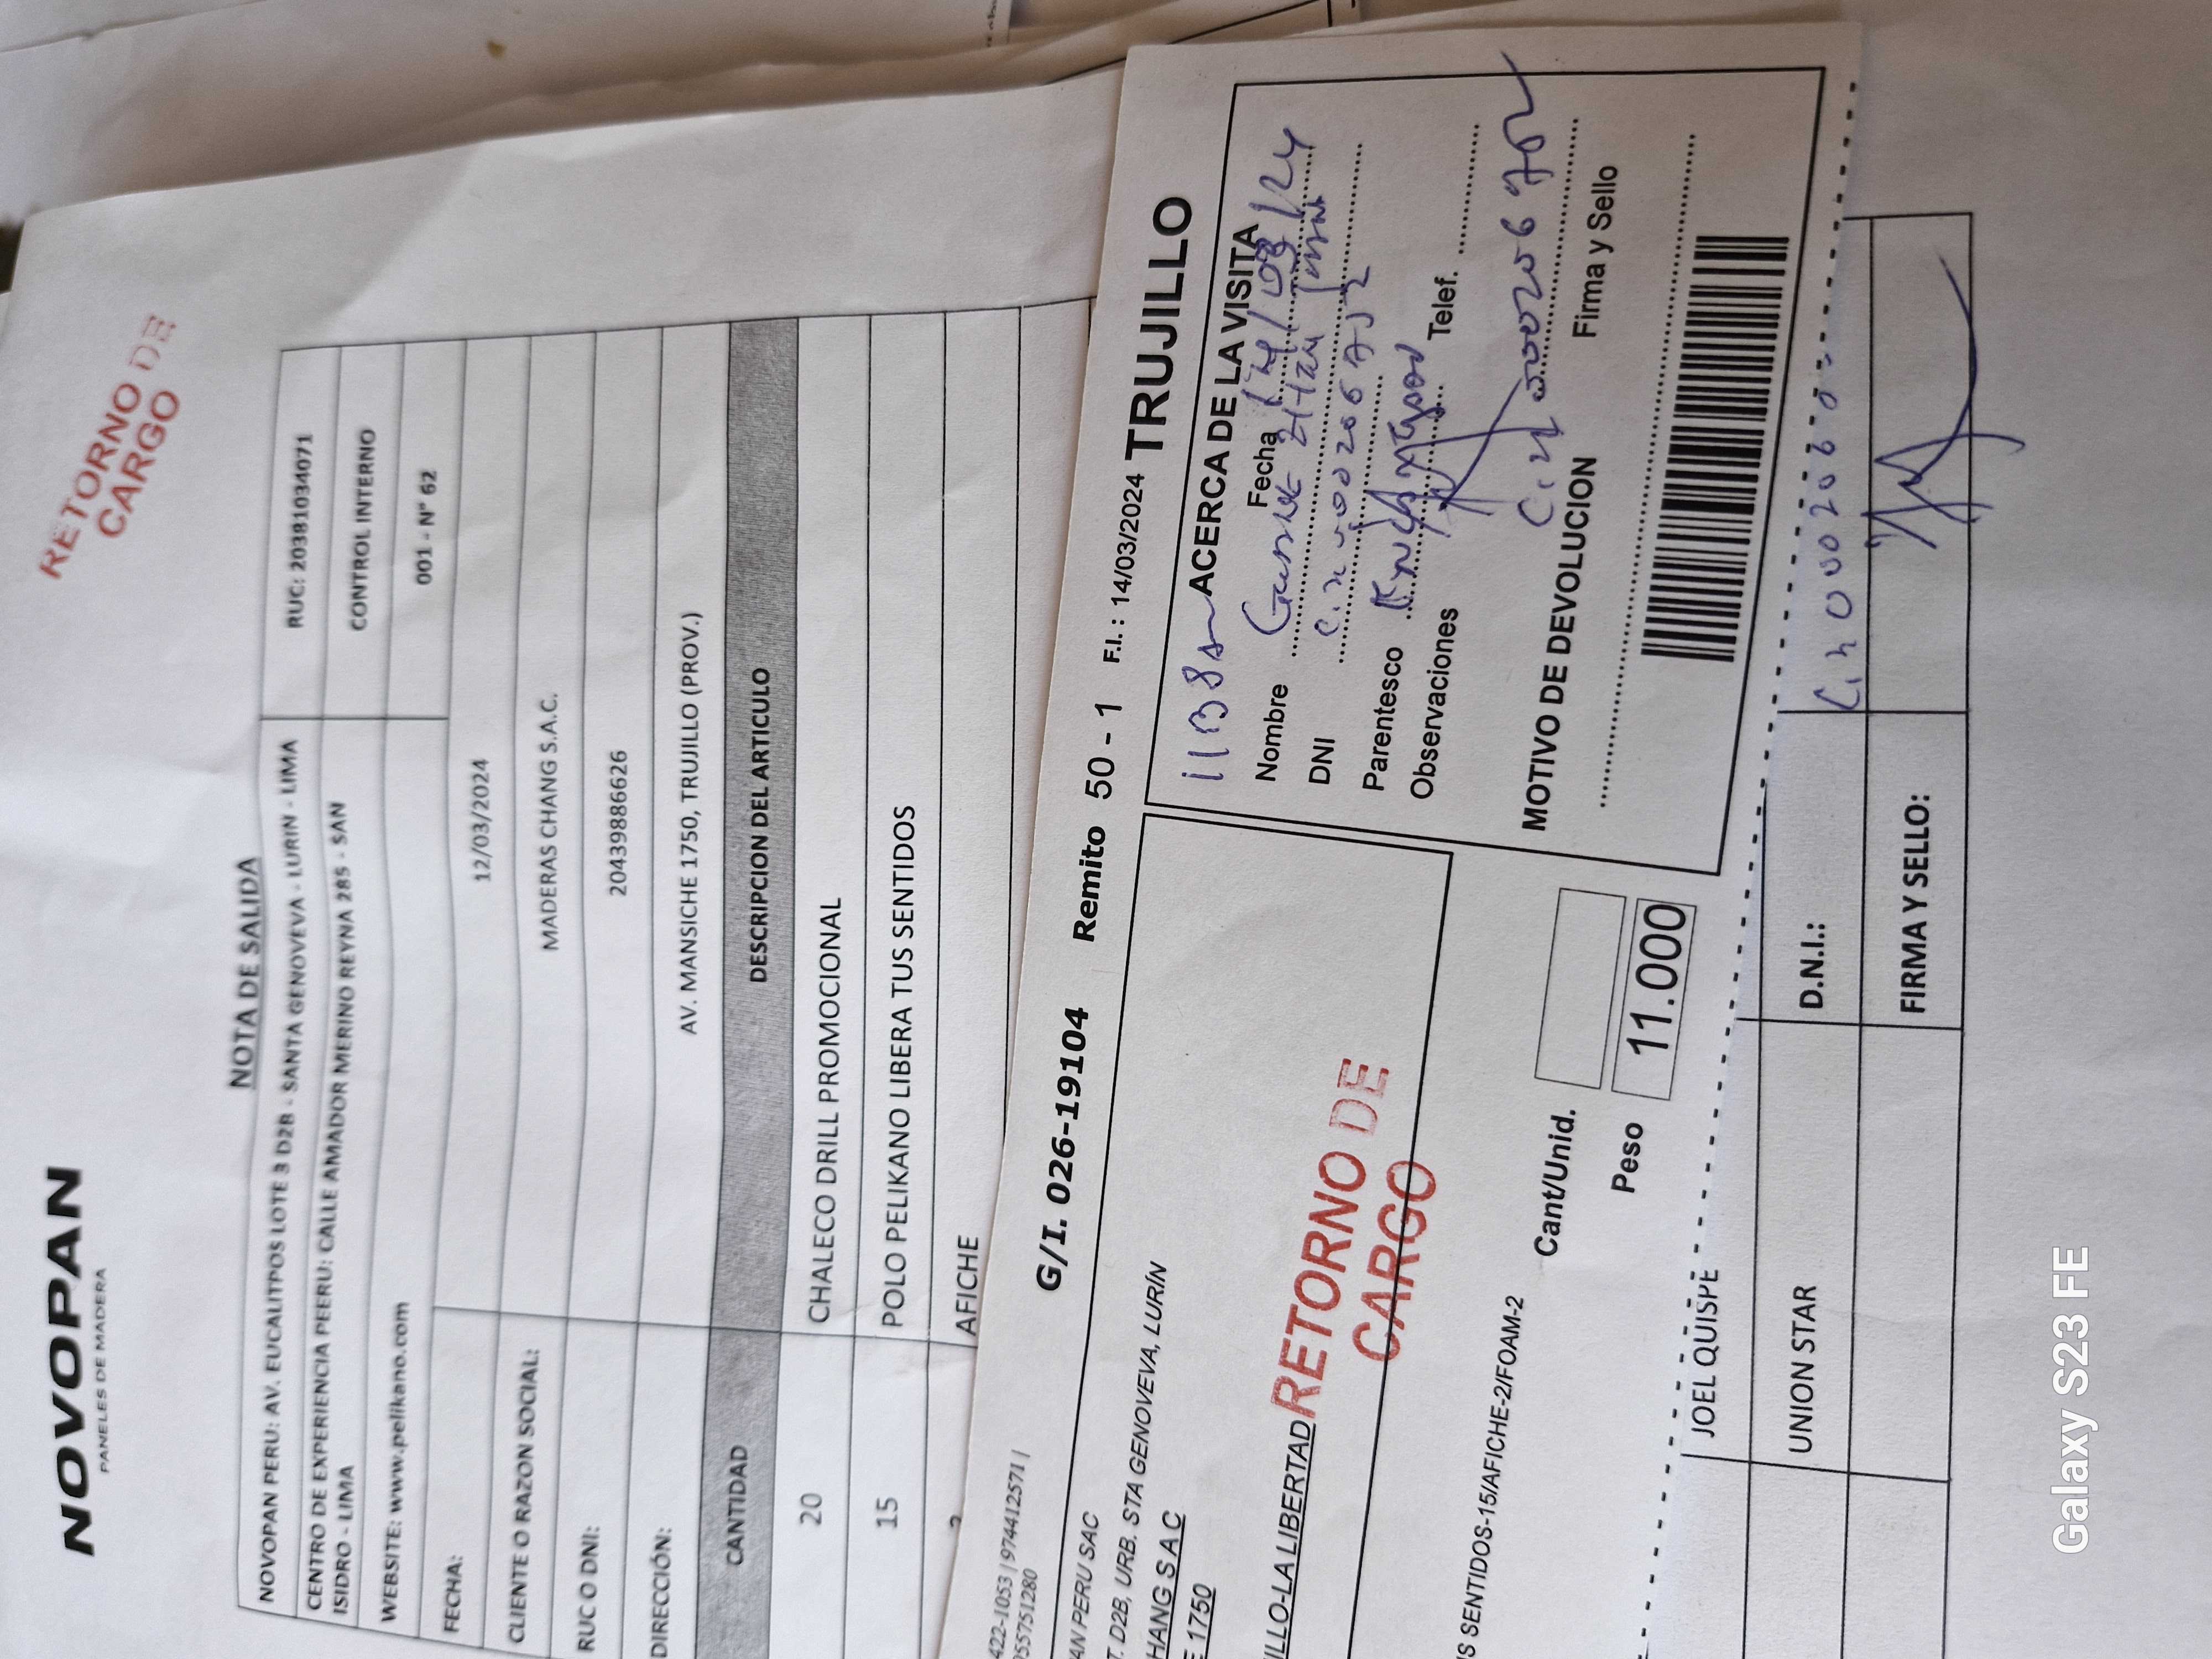 NOVOPAN
PANELES DE MADERA
RETORNO DE
CARGO
NOTA DE SALIDA
NOVOPAN PERU: AV. EUCALITPOS LOTE 3 D2B - SANTA GENOVEVA - LURIN - LIMA
RUC: 20381034071
CENTRO DE EXPERIENCIA PEERU: CALLE AMADOR MERINO REYNA 285 - SAN
ISIDRO - LIMA
CONTROL INTERNO
WEBSITE: www.pelikano.com
001 - N° 62
FECHA: 12/03/2024
CLIENTE O RAZON SOCIAL: MADERAS CHANG S.A.C.
RUC O DNI: 20439886626
DIRECCIÓN: AV. MANSICHE 1750, TRUJILLO (PROV.)
CANTIDAD DESCRIPCION DEL ARTICULO
20 CHALECO DRILL PROMOCIONAL
15 POLO PELIKANO LIBERA TUS SENTIDOS
AFICHE
422-1053 | 974412571 |
955751280
G/I. 026-19104 Remito 50 - 1 F.I. : 14/03/2024 TRUJILLO
AN PERU SAC
T. D2B, URB. STA GENOVEVA, LURÍN
HANG S A C
E 1750
ILLO-LA LIBERTAD
RETORNO DE
CARGO
S SENTIDOS-15/AFICHE-2/FOAM-2
Cant/Unid.
Peso 11.000
ACERCA DE LA VISITA
Fecha
Nombre
DNI
Parentesco
Telef.
Observaciones
MOTIVO DE DEVOLUCION
Firma y Sello
JOEL QUISPE
UNION STAR
D.N.I.:
FIRMA Y SELLO:
Galaxy S23 FE